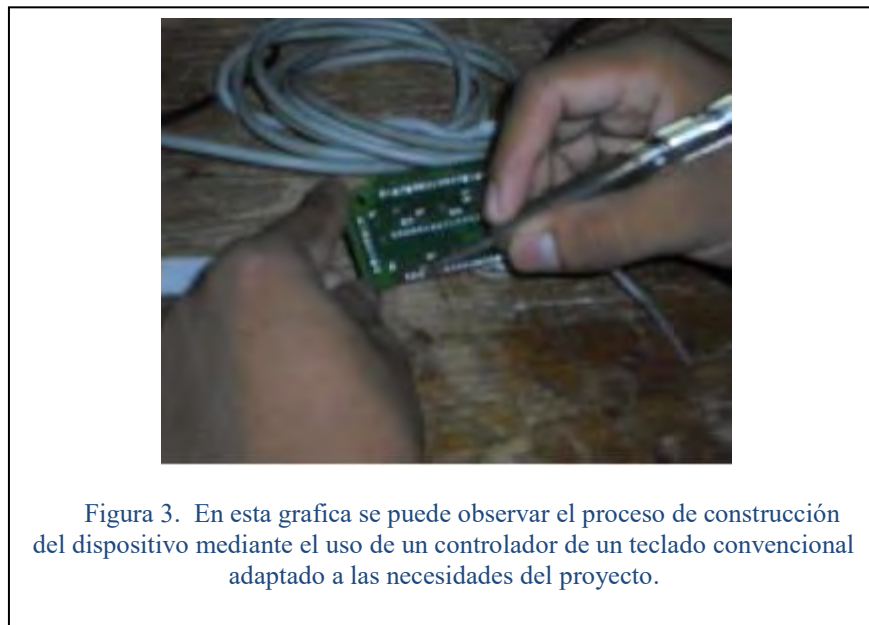 Figura 3. En esta grafica se puede observar el proceso de construcción
del dispositivo mediante el uso de un controlador de un teclado convencional
adaptado a las necesidades del proyecto.